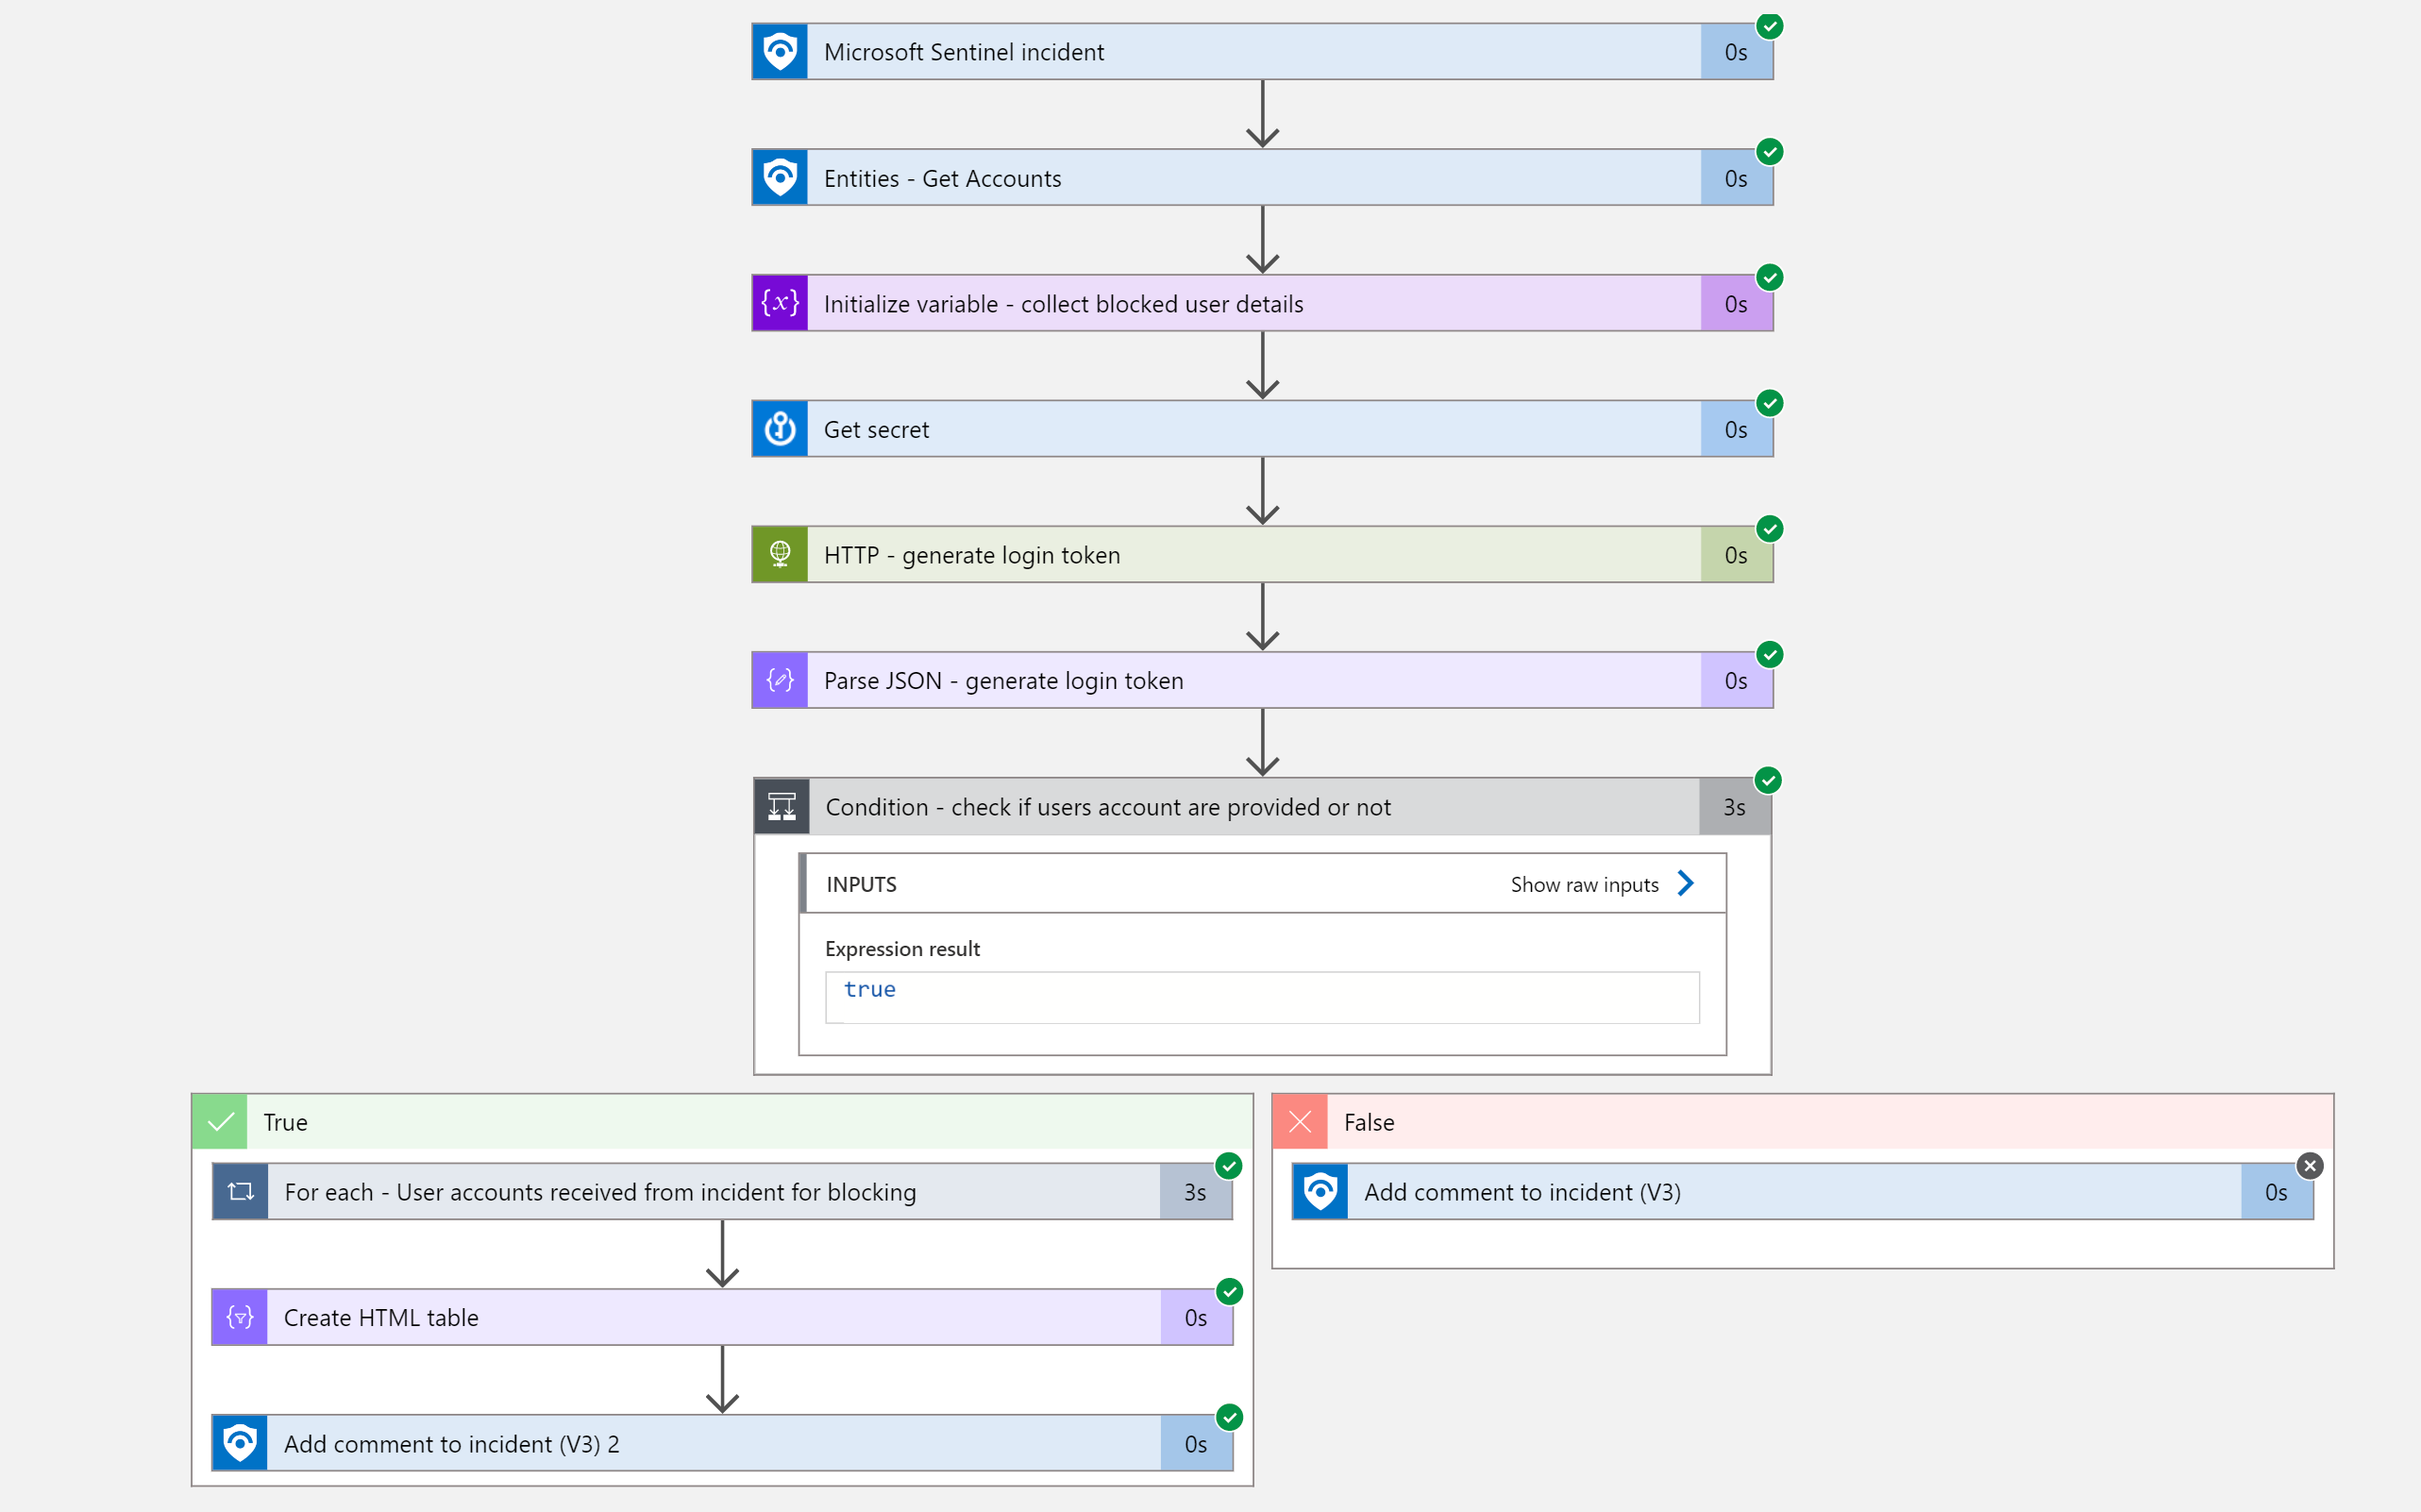 Microsoft Sentinel incident 0s
Entities - Get Accounts 0s
{x} Initialize variable - collect blocked user details 0s
Get secret 0s
HTTP - generate login token 0s
Parse JSON - generate login token 0s
Condition - check if users account are provided or not 3s
INPUTS Show raw inputs
Expression result
true
True
For each - User accounts received from incident for blocking 3s
Create HTML table 0s
Add comment to incident (V3) 2 0s
False
Add comment to incident (V3) 0s